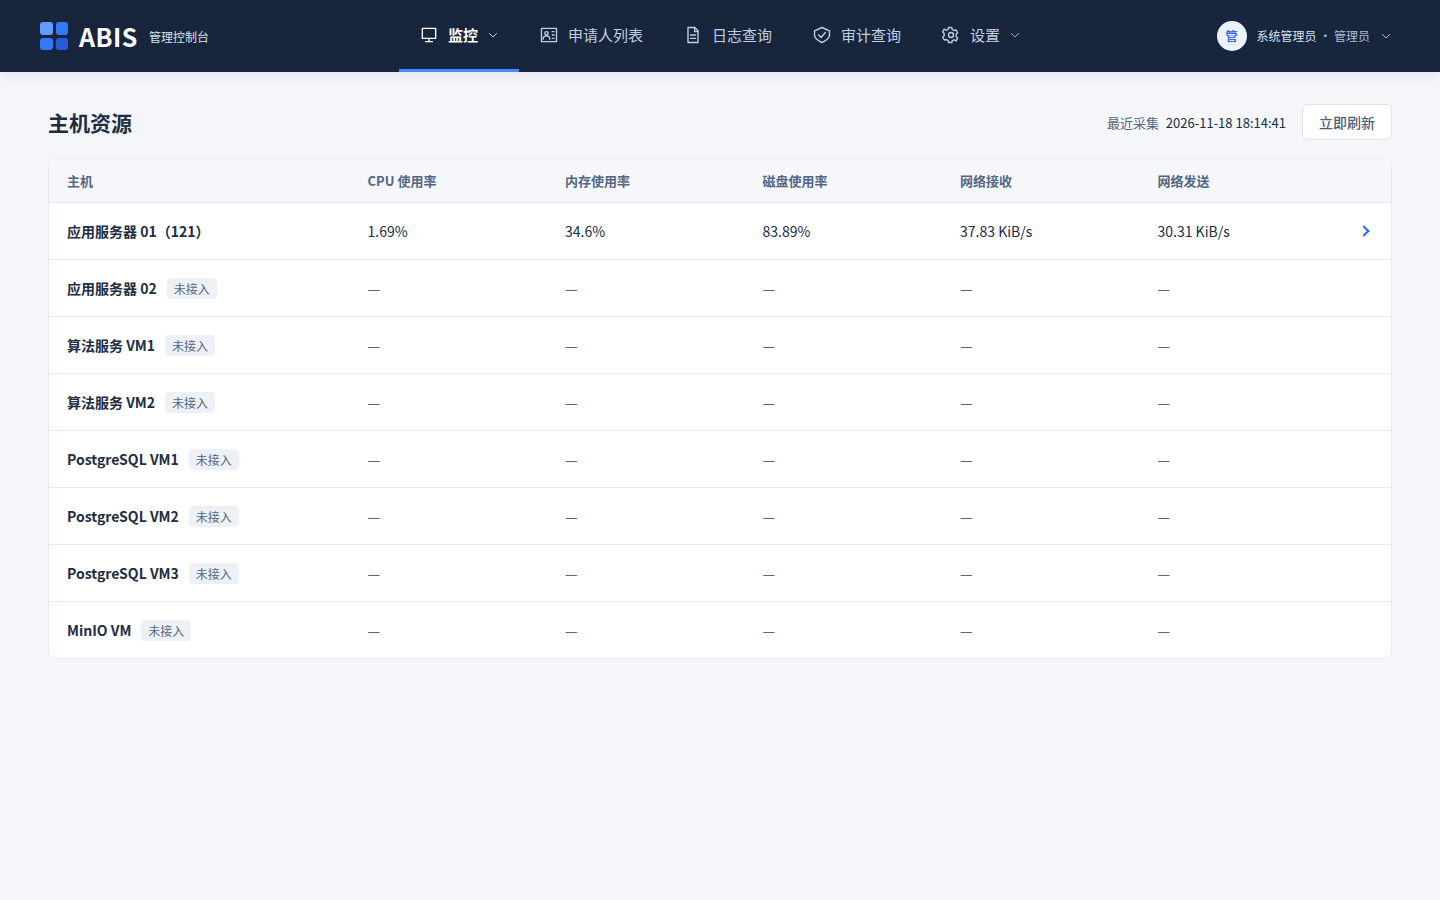 ABIS 管理控制台 监控 申请人列表 日志查询 审计查询 设置 管 系统管理员 · 管理员
主机资源 最近采集 2026-11-18 18:14:41 立即刷新
主机 CPU 使用率 内存使用率 磁盘使用率 网络接收 网络发送
应用服务器 01（121） 1.69% 34.6% 83.89% 37.83 KiB/s 30.31 KiB/s
应用服务器 02 未接入 — — — — —
算法服务 VM1 未接入 — — — — —
算法服务 VM2 未接入 — — — — —
PostgreSQL VM1 未接入 — — — — —
PostgreSQL VM2 未接入 — — — — —
PostgreSQL VM3 未接入 — — — — —
MinIO VM 未接入 — — — — —